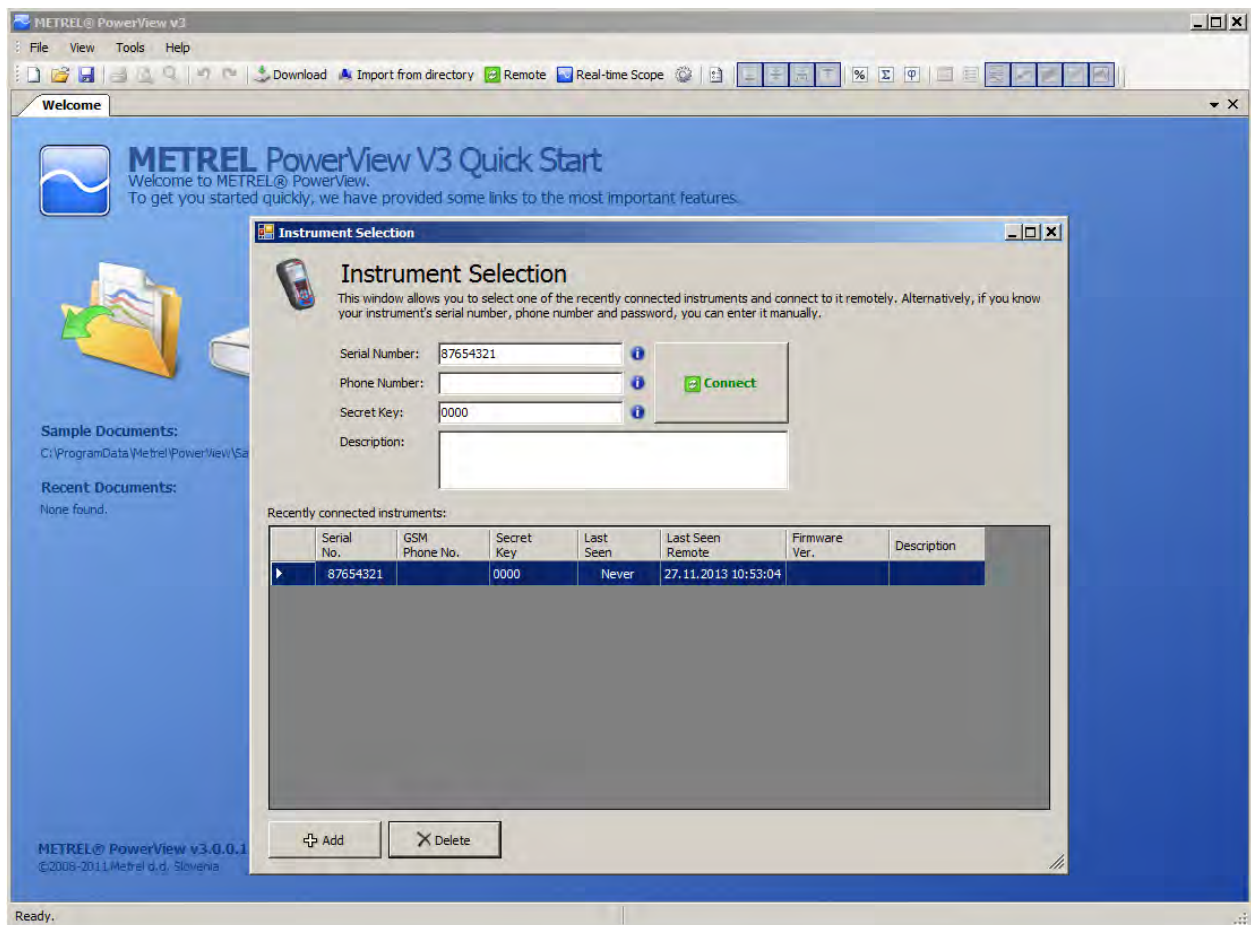 METREL® PowerView v3
File View Tools Help
Download Import from directory Remote Real-time Scope % Σ φ
Welcome
METREL PowerView V3 Quick Start
Welcome to METREL® PowerView.
To get you started quickly, we have provided some links to the most important features.
Instrument Selection
Instrument Selection
This window allows you to select one of the recently connected instruments and connect to it remotely. Alternatively, if you know
your instrument's serial number, phone number and password, you can enter it manually.
Serial Number: 87654321
Phone Number:
Connect
Secret Key: 0000
Description:
Sample Documents:
C:\ProgramData\Metrel\PowerView\Sa
Recent Documents:
None found.
Recently connected instruments:
Serial No. GSM Phone No. Secret Key Last Seen Last Seen Remote Firmware Ver. Description
87654321 0000 Never 27.11.2013 10:53:04
Add Delete
METREL® PowerView v3.0.0.1
©2008-2011 Metrel d.d. Slovenia
Ready.